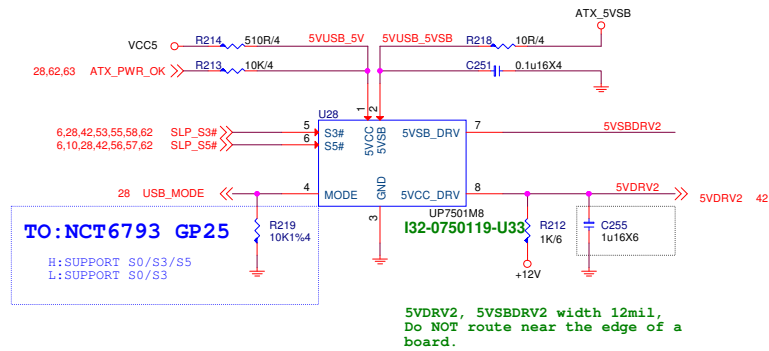 ATX_5VSB
R214 510R/4 5VUSB_5V 5VUSB_5VSB R218 10R/4
VCC5
28,62,63 ATX_PWR_OK R213 10K/4 C251 0.1u16X4
U28 1 2
6,28,42,53,55,58,62 SLP_S3# 5 S3# 5VCC 5VSB 5VSB_DRV 7 5VSBDRV2
6,10,28,42,56,57,62 SLP_S5# 6 S5#
28 USB_MODE 4 MODE GND 5VCC_DRV 8 5VDRV2 5VDRV2 42
3 UP7501M8
TO:NCT6793 GP25 R219 I32-0750119-U33 R212 C255
10K1%4 1K/6 1u16X6
H:SUPPORT S0/S3/S5
L:SUPPORT S0/S3
+12V
5VDRV2, 5VSBDRV2 width 12mil,
Do NOT route near the edge of a
board.